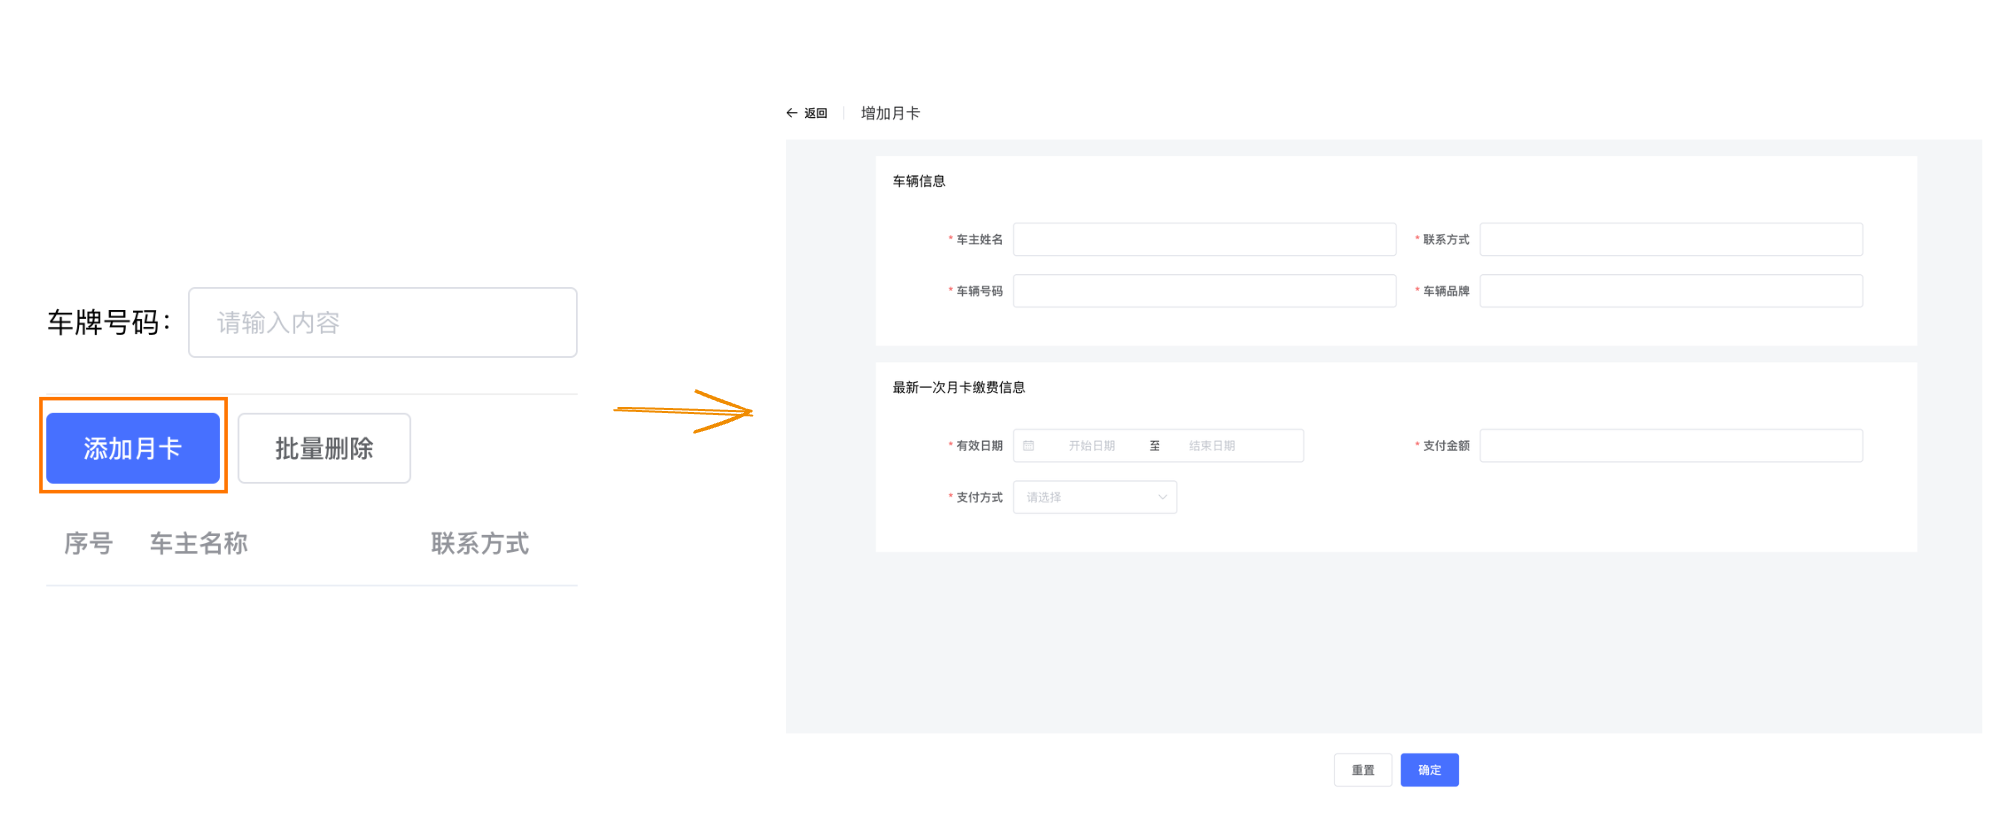 车牌号码： 请输入内容
添加月卡 批量删除
序号 车主名称 联系方式
返回 增加月卡
车辆信息
* 车主姓名 * 联系方式
* 车辆号码 * 车辆品牌
最新一次月卡缴费信息
* 有效日期 开始日期 至 结束日期 * 支付金额
* 支付方式 请选择
重置 确定